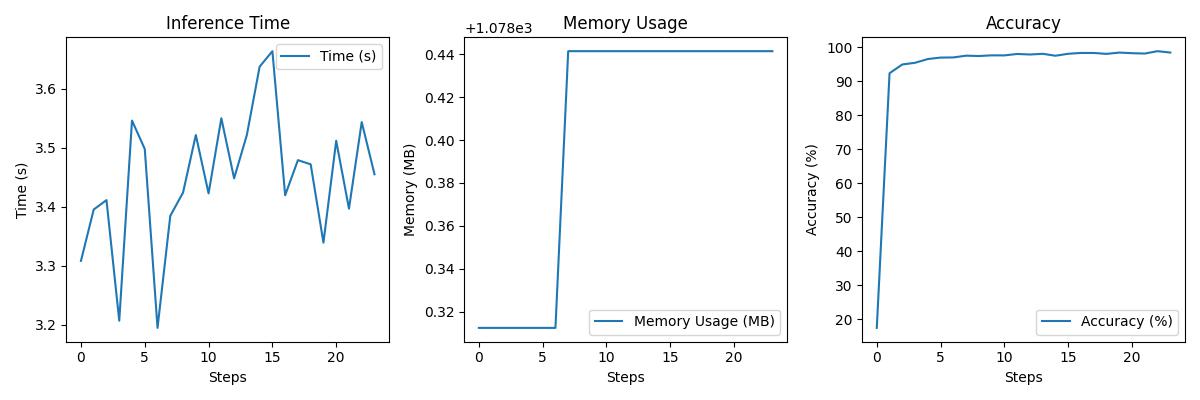 Inference Time
Time (s)
3.6
3.5
3.4
3.3
3.2
Time (s)
0 5 10 15 20
Steps
+1.078e3
Memory Usage
0.44
0.42
0.40
0.38
0.36
0.34
0.32
Memory (MB)
Memory Usage (MB)
0 5 10 15 20
Steps
Accuracy
100
90
80
70
60
50
40
30
20
Accuracy (%)
Accuracy (%)
0 5 10 15 20
Steps